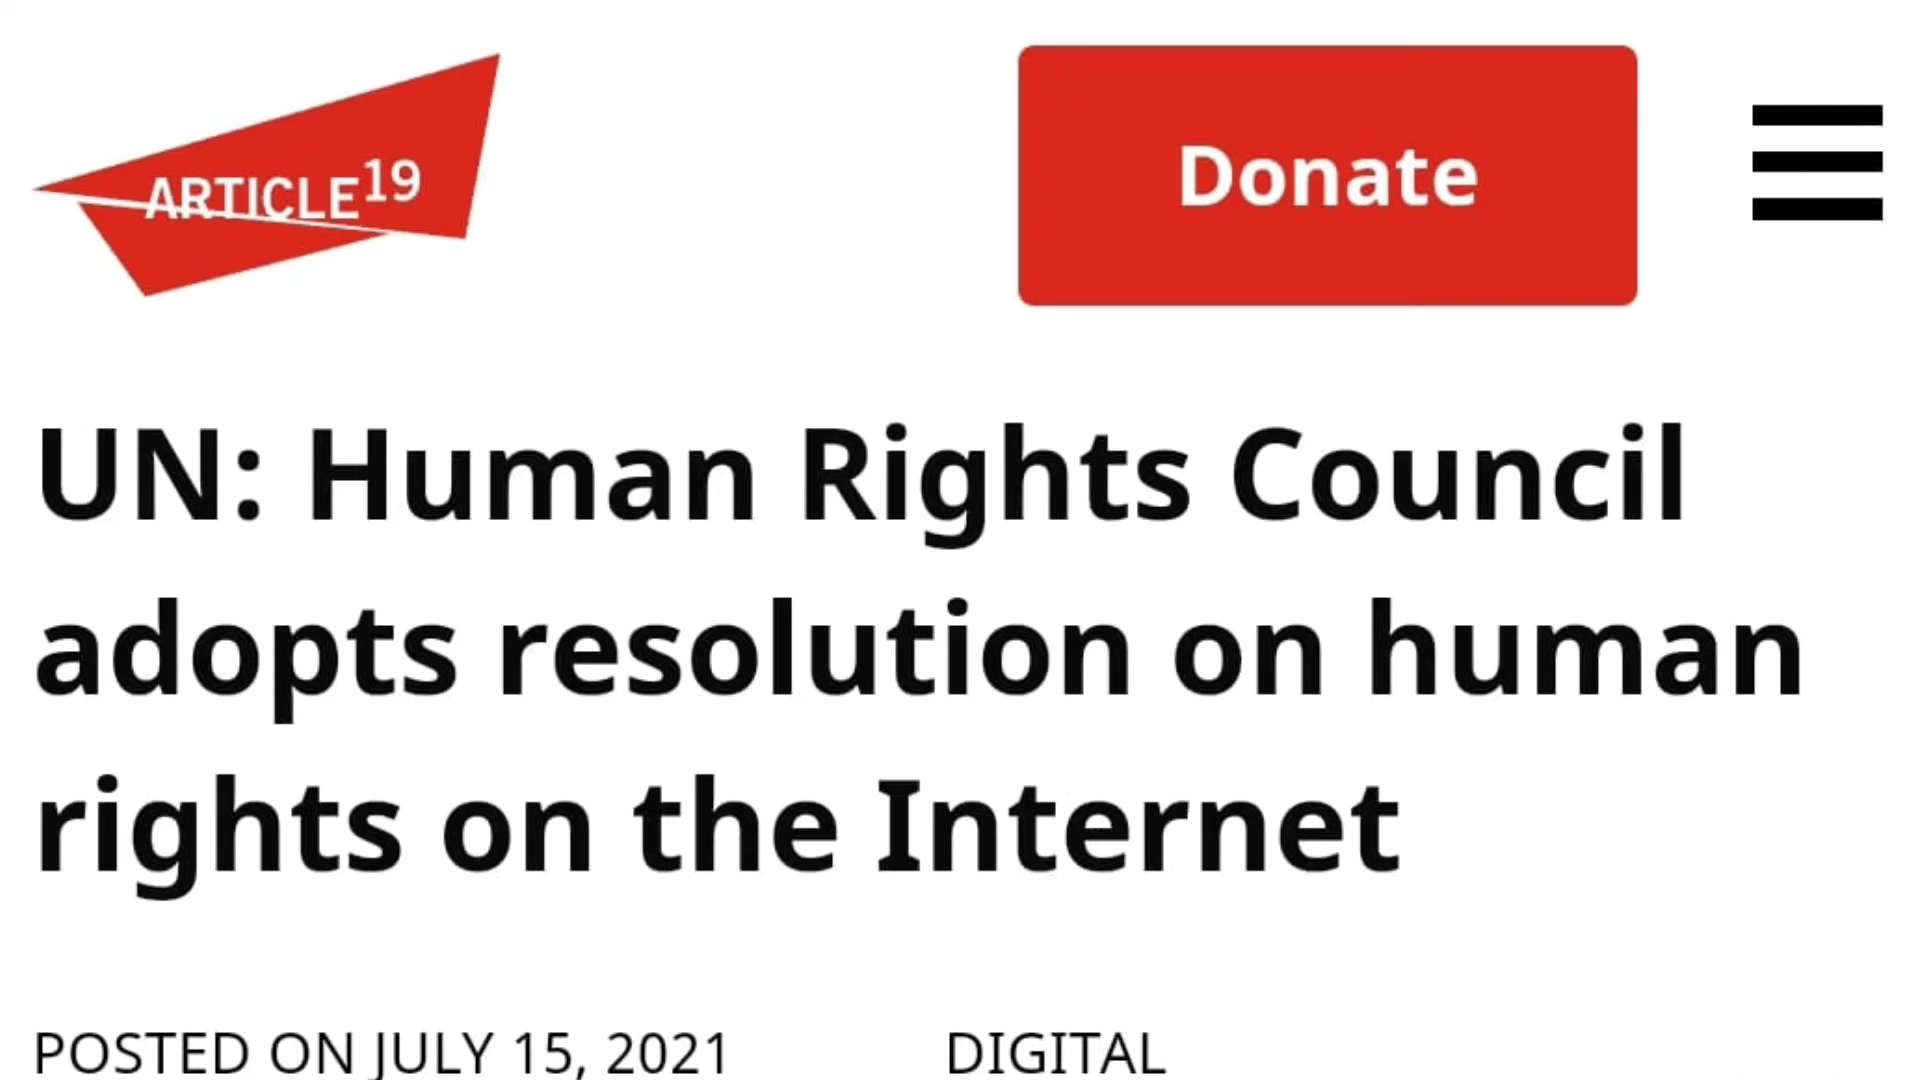 ARTICLE19
Donate
UN: Human Rights Council
adopts resolution on human
rights on the Internet
POSTED ON JULY 15, 2021 DIGITAL